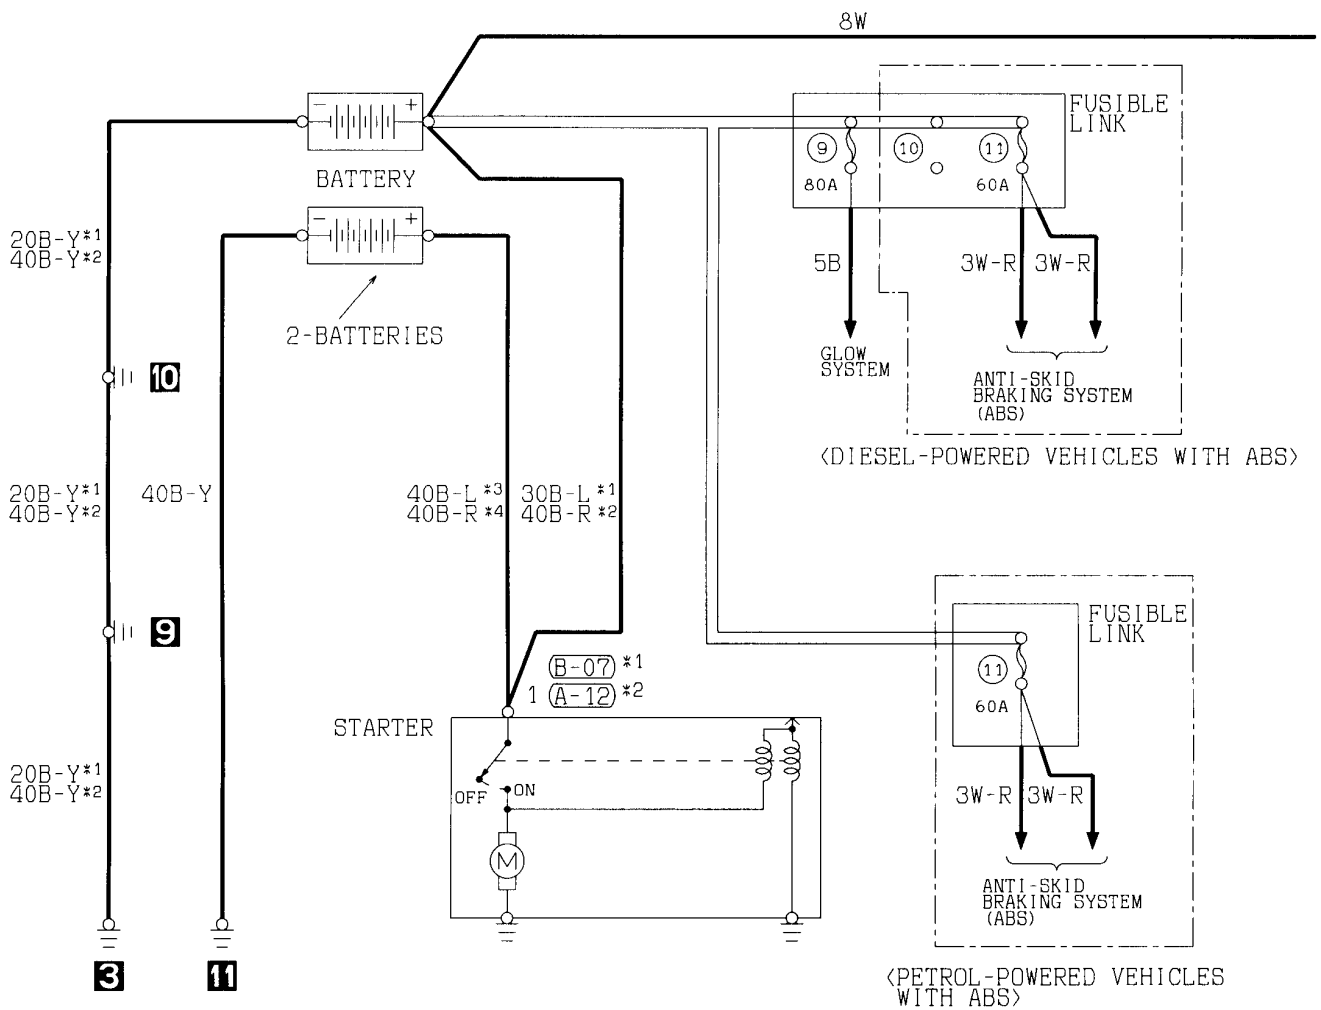 8W
FUSIBLE
LINK
− +
9
10
11
80A
60A
BATTERY
− +
20B-Y*1
40B-Y*2
5B
3W-R
3W-R
2-BATTERIES
GLOW
SYSTEM
10
ANTI-SKID
BRAKING SYSTEM
(ABS)
<DIESEL-POWERED VEHICLES WITH ABS>
20B-Y*1
40B-Y*2
40B-Y
40B-L*3
40B-R*4
30B-L*1
40B-R*2
FUSIBLE
LINK
9
B-07 *1
1 A-12 *2
11
60A
STARTER
20B-Y*1
40B-Y*2
OFF
ON
3W-R
3W-R
M
ANTI-SKID
BRAKING SYSTEM
(ABS)
3
11
<PETROL-POWERED VEHICLES
WITH ABS>